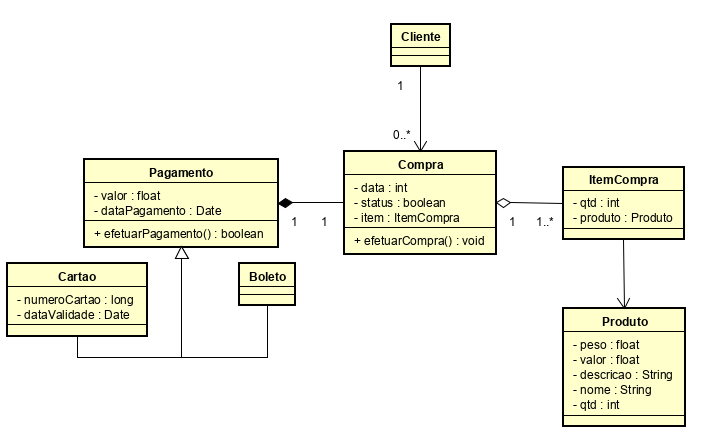 Cliente
1
0..*
Pagamento
- valor : float
- dataPagamento : Date
+ efetuarPagamento() : boolean
1
1
Compra
- data : int
- status : boolean
- item : ItemCompra
+ efetuarCompra() : void
1
1..*
ItemCompra
- qtd : int
- produto : Produto
Cartao
- numeroCartao : long
- dataValidade : Date
Boleto
Produto
- peso : float
- valor : float
- descricao : String
- nome : String
- qtd : int